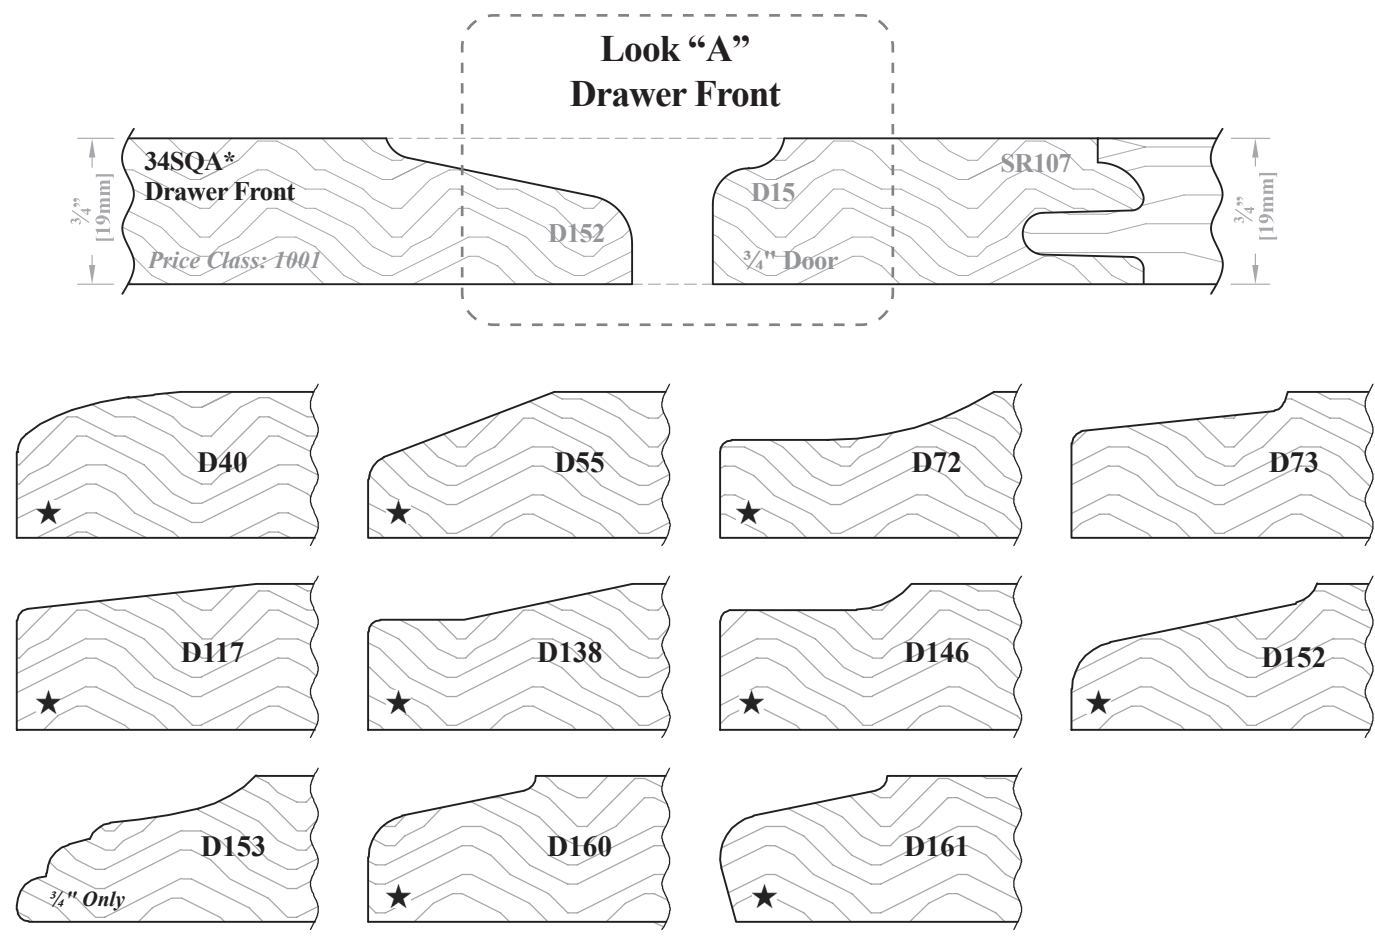 Look “A”
Drawer Front
34SQA*
Drawer Front
Price Class: 1001
D152
D15
¾" Door
SR107
¾”
[19mm]
¾”
[19mm]
D40
D55
D72
D73
D117
D138
D146
D152
D153
¾" Only
D160
D161